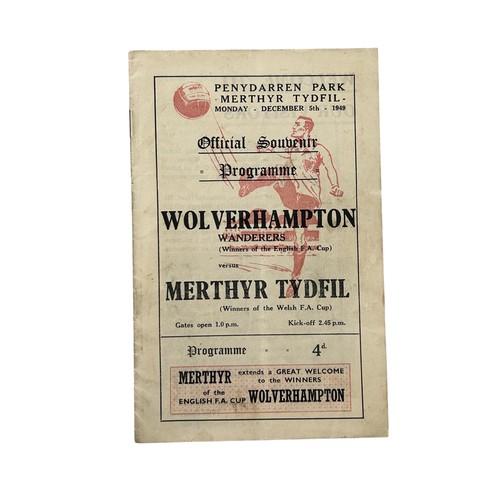 PENYDARREN PARK
- MERTHYR TYDFIL -
MONDAY - DECEMBER 5th - 1949
Official Souvenir
Programme
WOLVERHAMPTON
WANDERERS
(Winners of the English F.A. Cup)
versus
MERTHYR TYDFIL
(Winners of the Welsh F.A. Cup)
Gates open 1.0 p.m. Kick-off 2.45 p.m.
Programme - - 4d.
MERTHYR extends a GREAT WELCOME
to the WINNERS
of the
ENGLISH F.A. CUP WOLVERHAMPTON